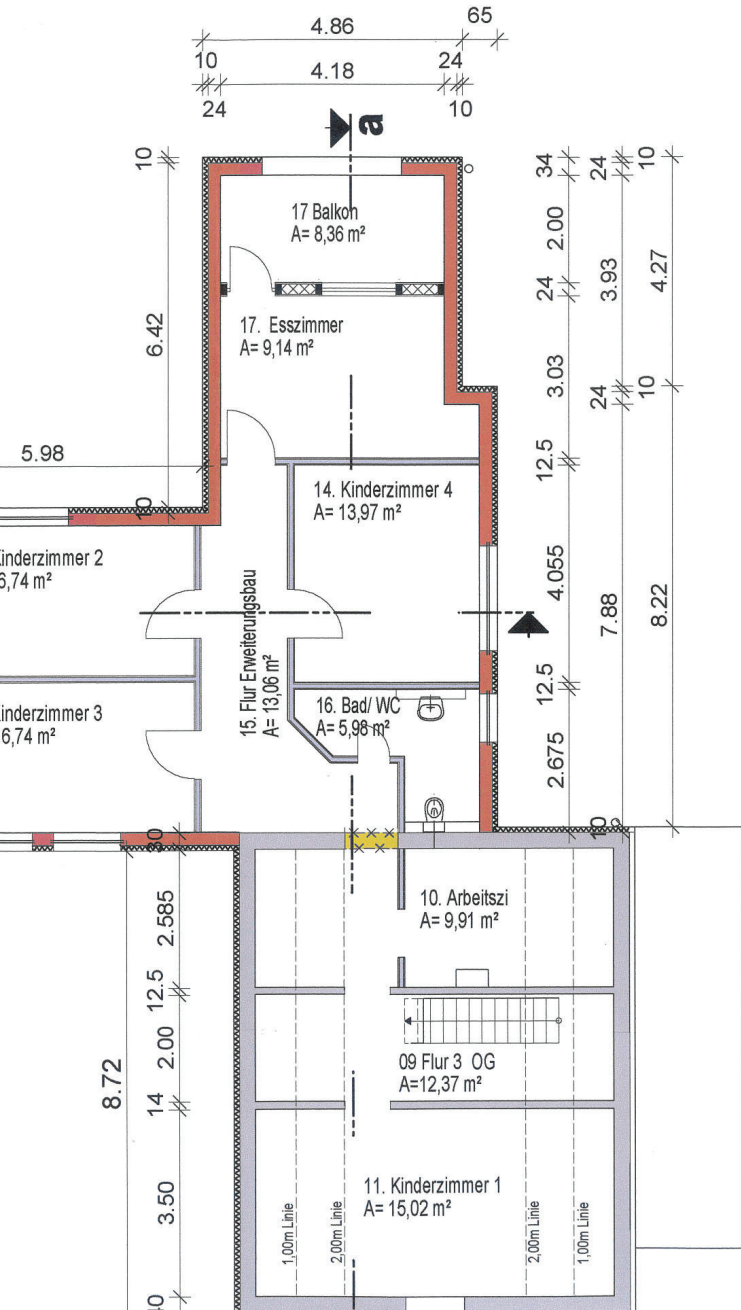 4.86
65
10
4.18
24
24
10
a
10
34
24
10
17 Balkon
A= 8,36 m²
2.00
24
3.93
4.27
17. Esszimmer
A= 9,14 m²
6.42
3.03
24
10
5.98
12.5
14. Kinderzimmer 4
A= 13,97 m²
10
inderzimmer 2
6,74 m²
15. Flur Erweiterungsbau
A= 13,06 m²
4.055
7.88
8.22
12.5
inderzimmer 3
6,74 m²
16. Bad/ WC
A= 5,98 m²
2.675
10
30
2.585
10. Arbeitszi
A= 9,91 m²
12.5
2.00
09 Flur 3 OG
A=12,37 m²
8.72
14
11. Kinderzimmer 1
A= 15,02 m²
3.50
1,00m Linie
2,00m Linie
2,00m Linie
1,00m Linie